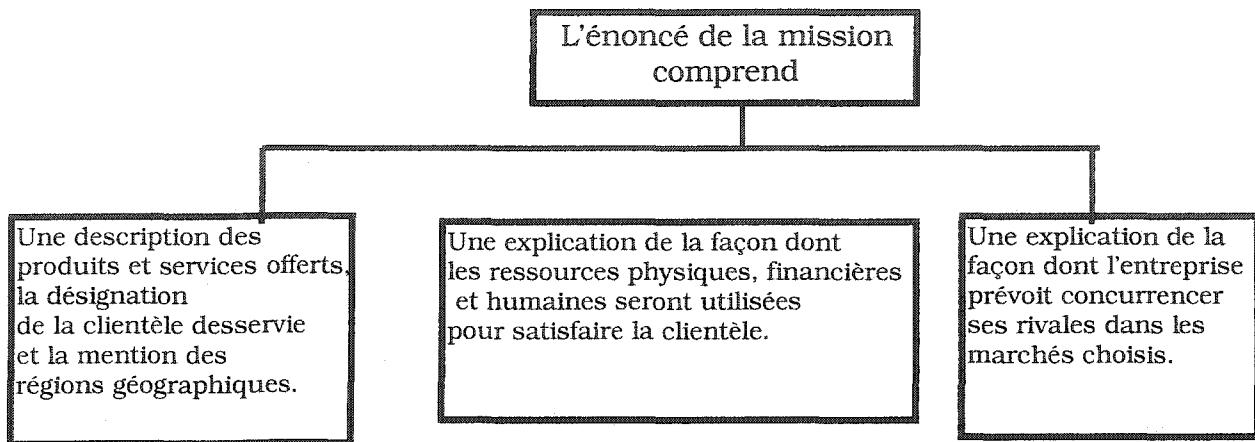 L'énoncé de la mission
comprend
Une description des
produits et services offerts,
la désignation
de la clientèle desservie
et la mention des
régions géographiques.
Une explication de la façon dont
les ressources physiques, financières
et humaines seront utilisées
pour satisfaire la clientèle.
Une explication de la
façon dont l'entreprise
prévoit concurrencer
ses rivales dans les
marchés choisis.